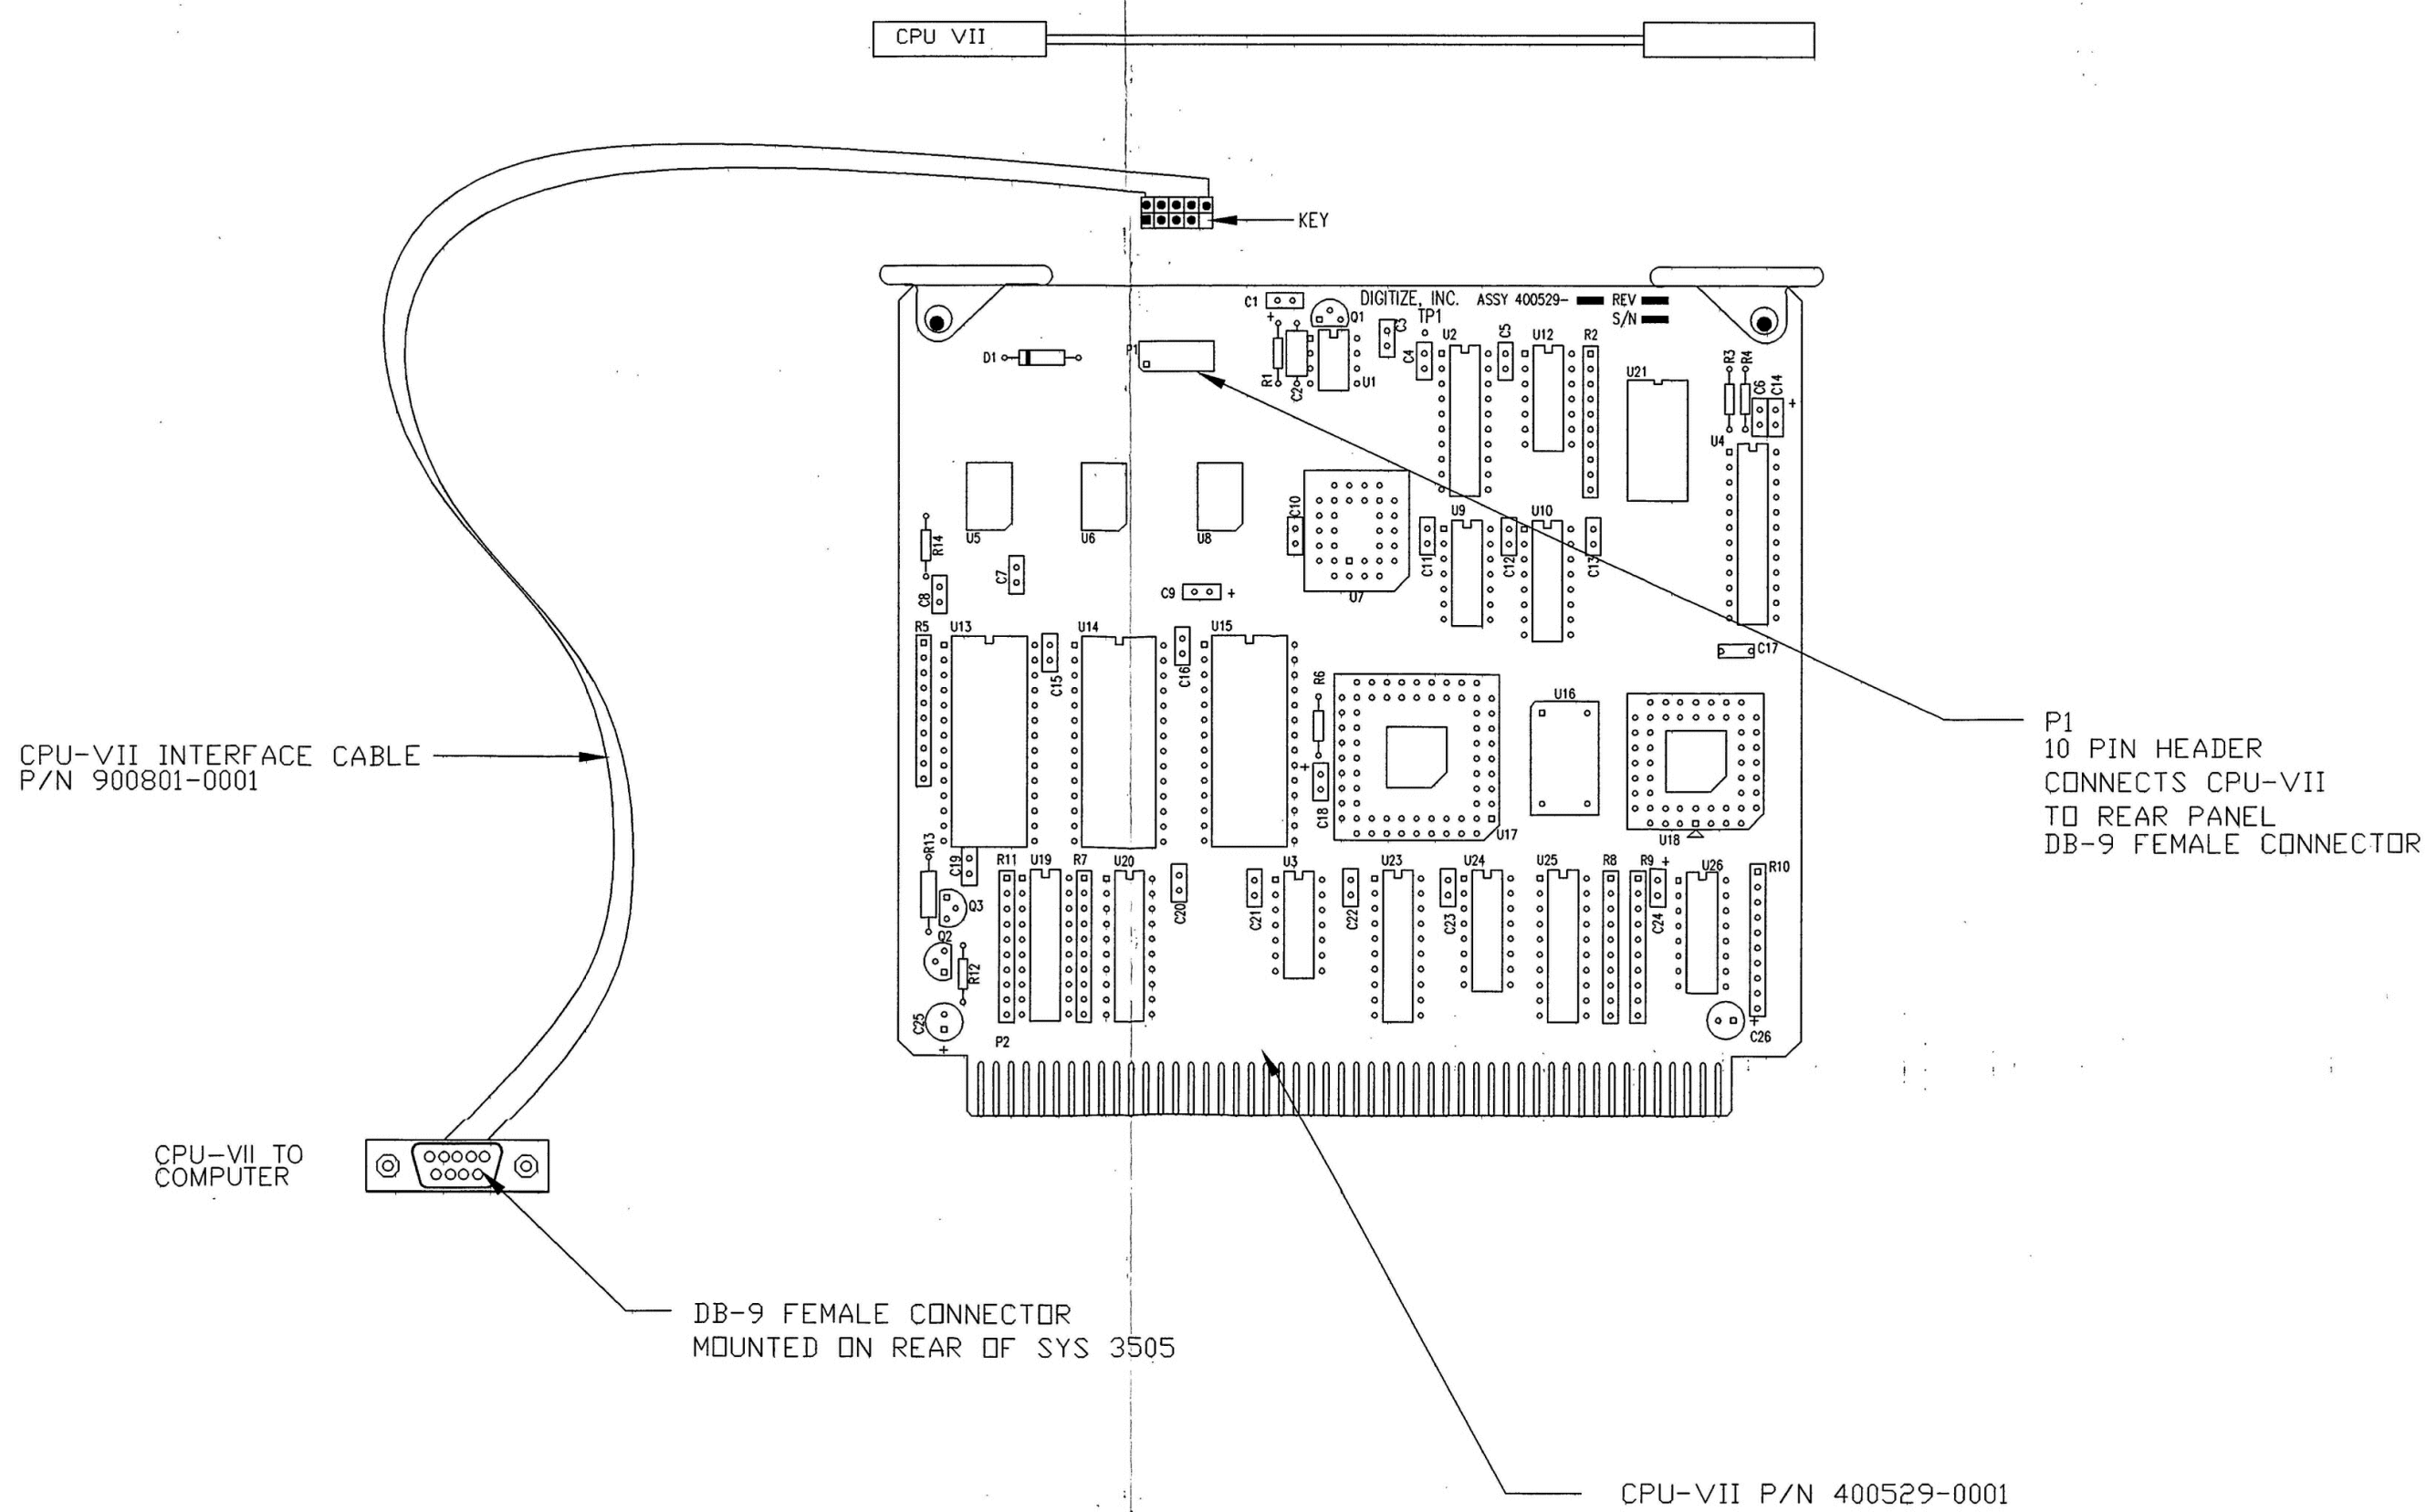 CPU VII
KEY
DIGITIZE, INC. ASSY 400529- REV
S/N
C1
+
Q1
C3
TP1
U2
C5
U12
R2
D1
P1
R1
C2
U1
C4
U21
R3
R4
C6
C14
+
U4
U5
U6
U8
C10
U9
U10
R14
C7
C8
C9
+
U7
C11
C12
C13
R5
U13
U14
U15
C15
C16
C17
R6
U16
+
C18
U17
U18
P1
10 PIN HEADER
CONNECTS CPU-VII
TO REAR PANEL
DB-9 FEMALE CONNECTOR
CPU-VII INTERFACE CABLE
P/N 900801-0001
R13
C19
R11
U19
R7
U20
U3
U23
U24
U25
R8
R9
+
U26
R10
Q3
C20
C21
C22
C23
C24
Q2
R12
C25
+
P2
+
C26
CPU-VII TO
COMPUTER
DB-9 FEMALE CONNECTOR
MOUNTED ON REAR OF SYS 3505
CPU-VII P/N 400529-0001